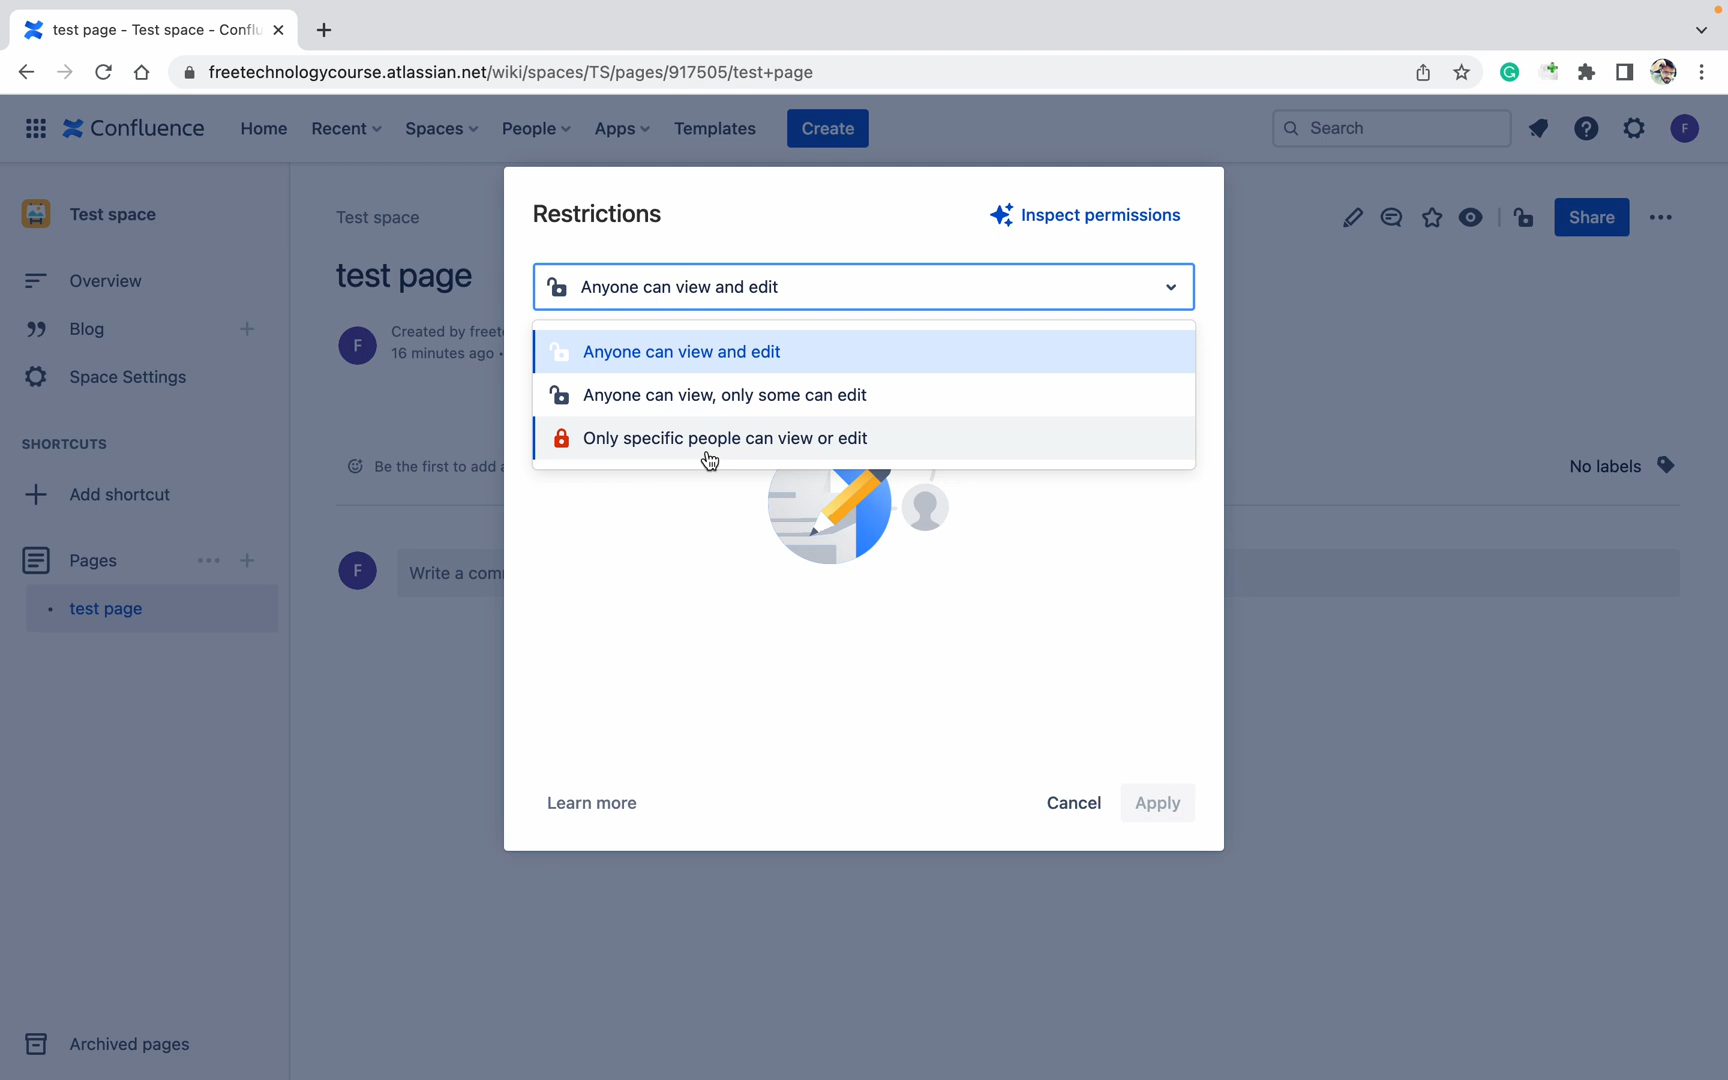 test page - Test space - Conflu
freetechnologycourse.atlassian.net/wiki/spaces/TS/pages/917505/test+page
Confluence Home Recent Spaces People Apps Templates Create Search F
Test space
Overview
Blog
Space Settings
SHORTCUTS
Add shortcut
Pages
test page
Archived pages
Test space
Share
test page
F
Created by freete
16 minutes ago •
Be the first to add a
No labels
F
Write a com
Restrictions
Inspect permissions
Anyone can view and edit
Anyone can view and edit
Anyone can view, only some can edit
Only specific people can view or edit
Learn more
Cancel
Apply